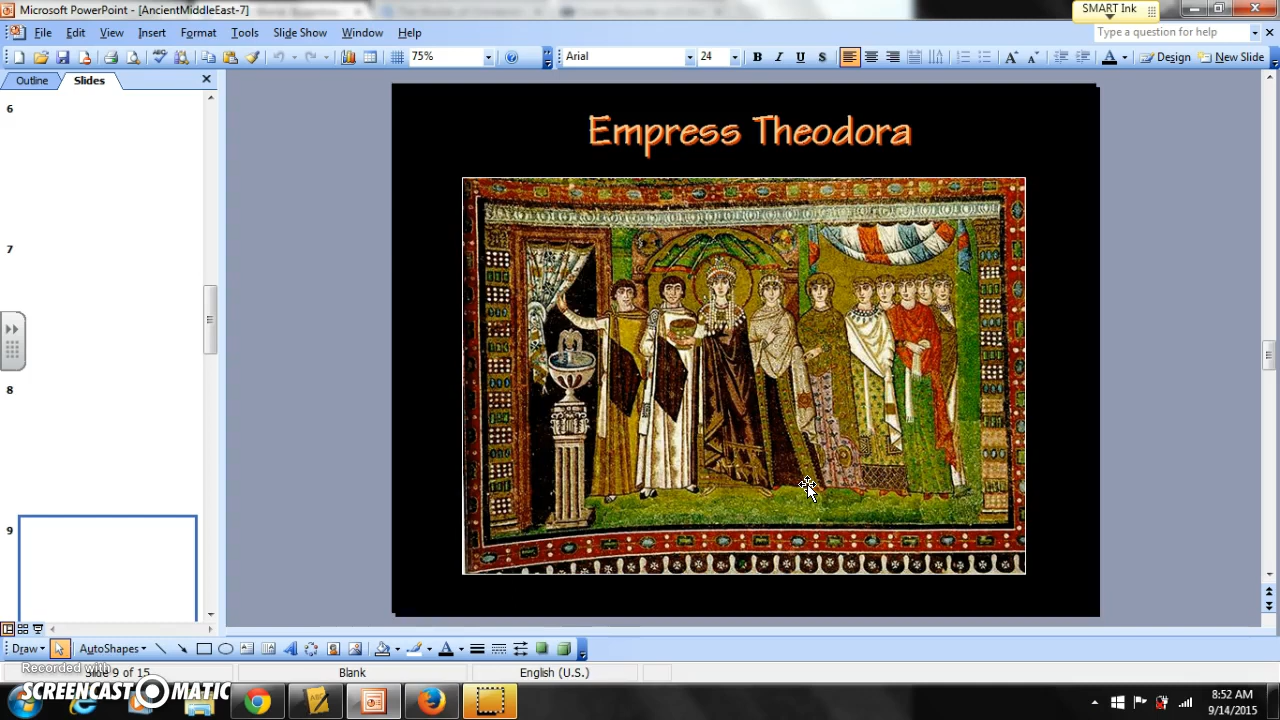 Microsoft PowerPoint - [AncientMiddleEast-7]
SMART Ink
File Edit View Insert Format Tools Slide Show Window Help
Type a question for help
75%
Arial
24
B I U S
Design
New Slide
Outline
Slides
6
7
8
9
Empress Theodora
Draw
AutoShapes
Recorded with
Slide 9 of 15
Blank
English (U.S.)
SCREENCAST MATIC
8:52 AM
9/14/2015